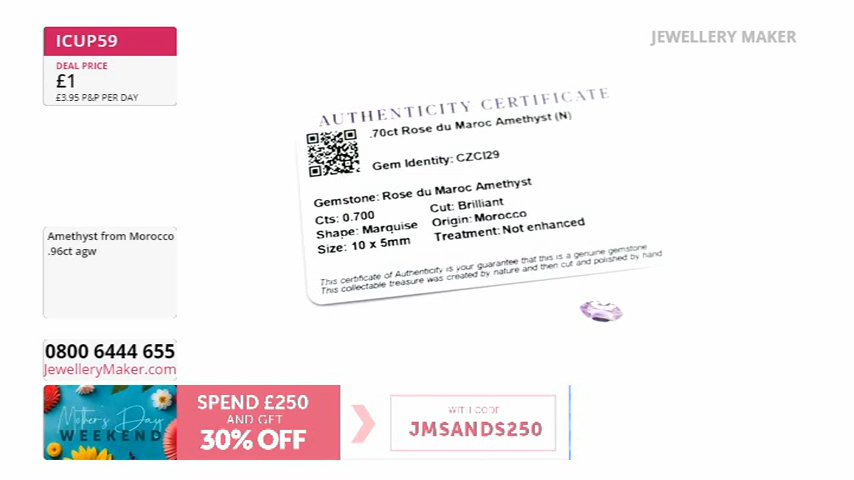 ICUP59
DEAL PRICE
£1
£3.95 P&P PER DAY
JEWELLERY MAKER
AUTHENTICITY CERTIFICATE
.70ct Rose du Maroc Amethyst (N)
Gem Identity: CZCI29
Gemstone: Rose du Maroc Amethyst
Cts: 0.700
Cut: Brilliant
Shape: Marquise
Origin: Morocco
Size: 10 x 5mm
Treatment: Not enhanced
This certificate of Authenticity is your guarantee that this is a genuine gemstone
This collectable treasure was created by nature and then cut and polished by hand
Amethyst from Morocco
.96ct agw
0800 6444 655
JewelleryMaker.com
Mother's Day
WEEKEND
SPEND £250
AND GET
30% OFF
WITH CODE
JMSANDS250